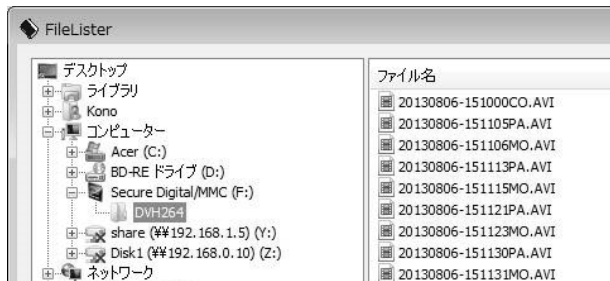 FileLister
デスクトップ
ライブラリ
Kono
コンピューター
Acer (C:)
BD-RE ドライブ (D:)
Secure Digital/MMC (F:)
DVH264
share (¥¥192.168.1.5) (Y:)
Disk1 (¥¥192.168.0.10) (Z:)
ネットワーク
ファイル名
20130806-151000CO.AVI
20130806-151105PA.AVI
20130806-151106MO.AVI
20130806-151113PA.AVI
20130806-151115MO.AVI
20130806-151121PA.AVI
20130806-151123MO.AVI
20130806-151130PA.AVI
20130806-151131MO.AVI